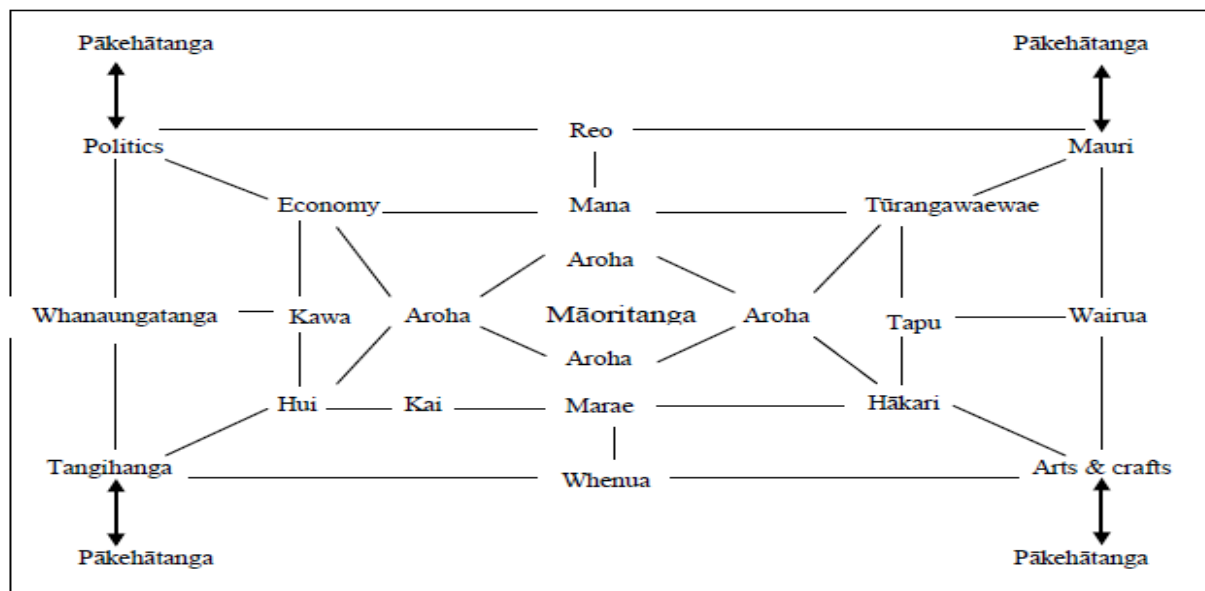 Pākehātanga Pākehātanga
Reo
Politics Mauri
Economy Mana Tūrangawaewae
Aroha
Whanaungatanga Kawa Aroha Māoritanga Aroha Tapu Wairua
Aroha
Hui Kai Marae Hākari
Tangihanga Whenua Arts & crafts
Pākehātanga Pākehātanga